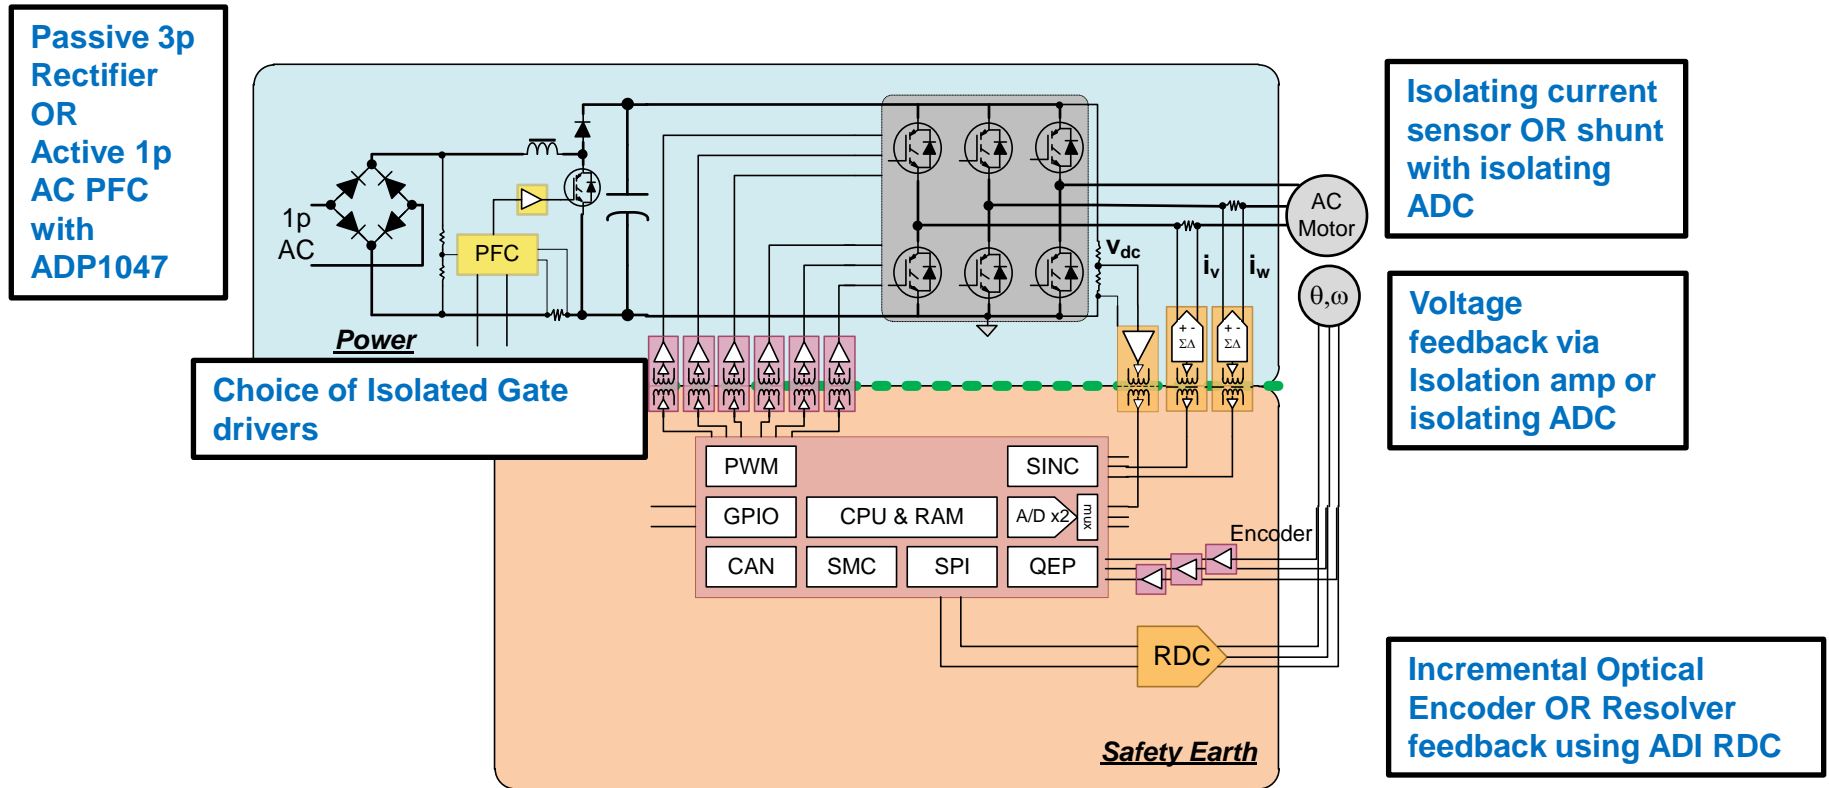 Passive 3p
Rectifier
OR
Active 1p
AC PFC
with
ADP1047
1p
AC
PFC
Power
Choice of Isolated Gate
drivers
vdc
iv
iw
AC
Motor
θ,ω
+ -
ΣΔ
+ -
ΣΔ
Isolating current
sensor OR shunt
with isolating
ADC
Voltage
feedback via
Isolation amp or
isolating ADC
PWM
SINC
GPIO
CPU & RAM
A/D x2
mux
CAN
SMC
SPI
QEP
Encoder
RDC
Safety Earth
Incremental Optical
Encoder OR Resolver
feedback using ADI RDC